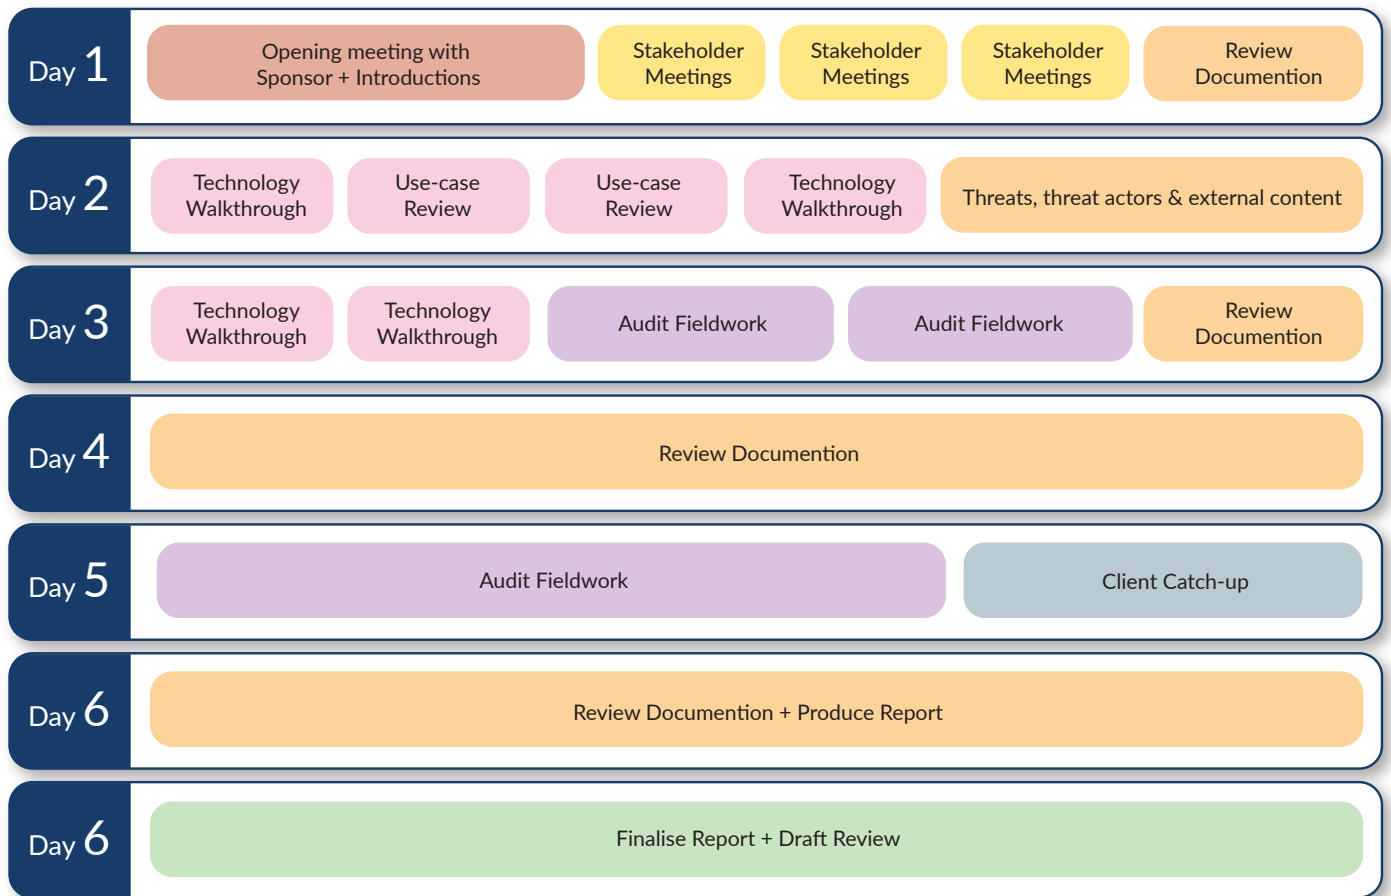 Day 1
Opening meeting with
Sponsor + Introductions
Stakeholder
Meetings
Stakeholder
Meetings
Stakeholder
Meetings
Review
Documention
Day 2
Technology
Walkthrough
Use-case
Review
Use-case
Review
Technology
Walkthrough
Threats, threat actors & external content
Day 3
Technology
Walkthrough
Technology
Walkthrough
Audit Fieldwork
Audit Fieldwork
Review
Documention
Day 4
Review Documention
Day 5
Audit Fieldwork
Client Catch-up
Day 6
Review Documention + Produce Report
Day 6
Finalise Report + Draft Review